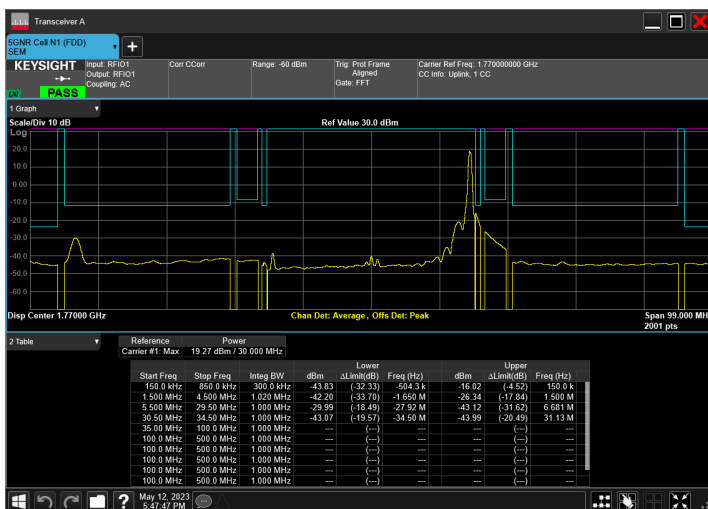 Transceiver A
5GNR Cell N1 (FDD)
SEM
KEYSIGHT
PASS
Input: RFIO1
Output: RFIO1
Coupling: AC
Corr CCorr
Range: -60 dBm
Trig: Prot Frame
Aligned
Gate: FFT
Carrier Ref Freq: 1.770000000 GHz
CC Info: Uplink, 1 CC
1 Graph
Scale/Div 10 dB
Ref Value 30.0 dBm
Log
20.0
10.0
0.00
-10.0
-20.0
-30.0
-40.0
-50.0
-60.0
Disp Center 1.77000 GHz
Chan Det: Average, Offs Det: Peak
Span 99.000 MH
2001 pts
2 Table
Reference Power
Carrier #1: Max 19.27 dBm / 30.000 MHz
Lower Upper
Start Freq Stop Freq Integ BW dBm ΔLimit(dB) Freq (Hz) dBm ΔLimit(dB) Freq (Hz)
150.0 kHz 850.0 kHz 300.0 kHz -43.83 (-32.33) -504.3 k -16.02 (-4.52) 150.0 k
1.500 MHz 4.500 MHz 1.020 MHz -42.20 (-33.70) -1.650 M -26.34 (-17.84) 1.500 M
5.500 MHz 29.50 MHz 1.000 MHz -29.99 (-18.49) -27.92 M -43.12 (-31.62) 6.681 M
30.50 MHz 34.50 MHz 1.000 MHz -43.07 (-19.57) -34.50 M -43.99 (-20.49) 31.13 M
35.00 MHz 100.0 MHz 1.000 MHz --- (---) --- --- (---) ---
100.0 MHz 500.0 MHz 1.000 MHz --- (---) --- --- (---) ---
100.0 MHz 500.0 MHz 1.000 MHz --- (---) --- --- (---) ---
100.0 MHz 500.0 MHz 1.000 MHz --- (---) --- --- (---) ---
100.0 MHz 500.0 MHz 1.000 MHz --- (---) --- --- (---) ---
100.0 MHz 500.0 MHz 1.000 MHz --- (---) --- --- (---) ---
May 12, 2023
5:47:47 PM